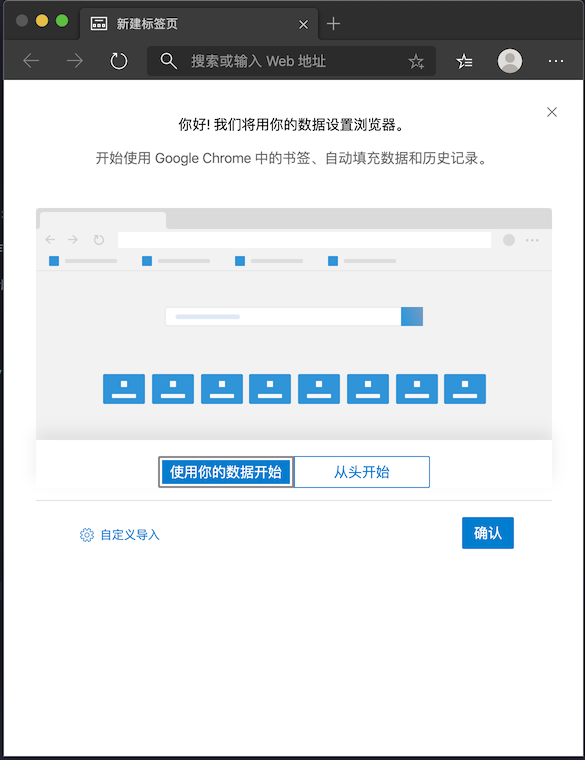 新建标签页
搜索或输入 Web 地址
你好! 我们将用你的数据设置浏览器。
开始使用 Google Chrome 中的书签、自动填充数据和历史记录。
使用你的数据开始
从头开始
自定义导入
确认